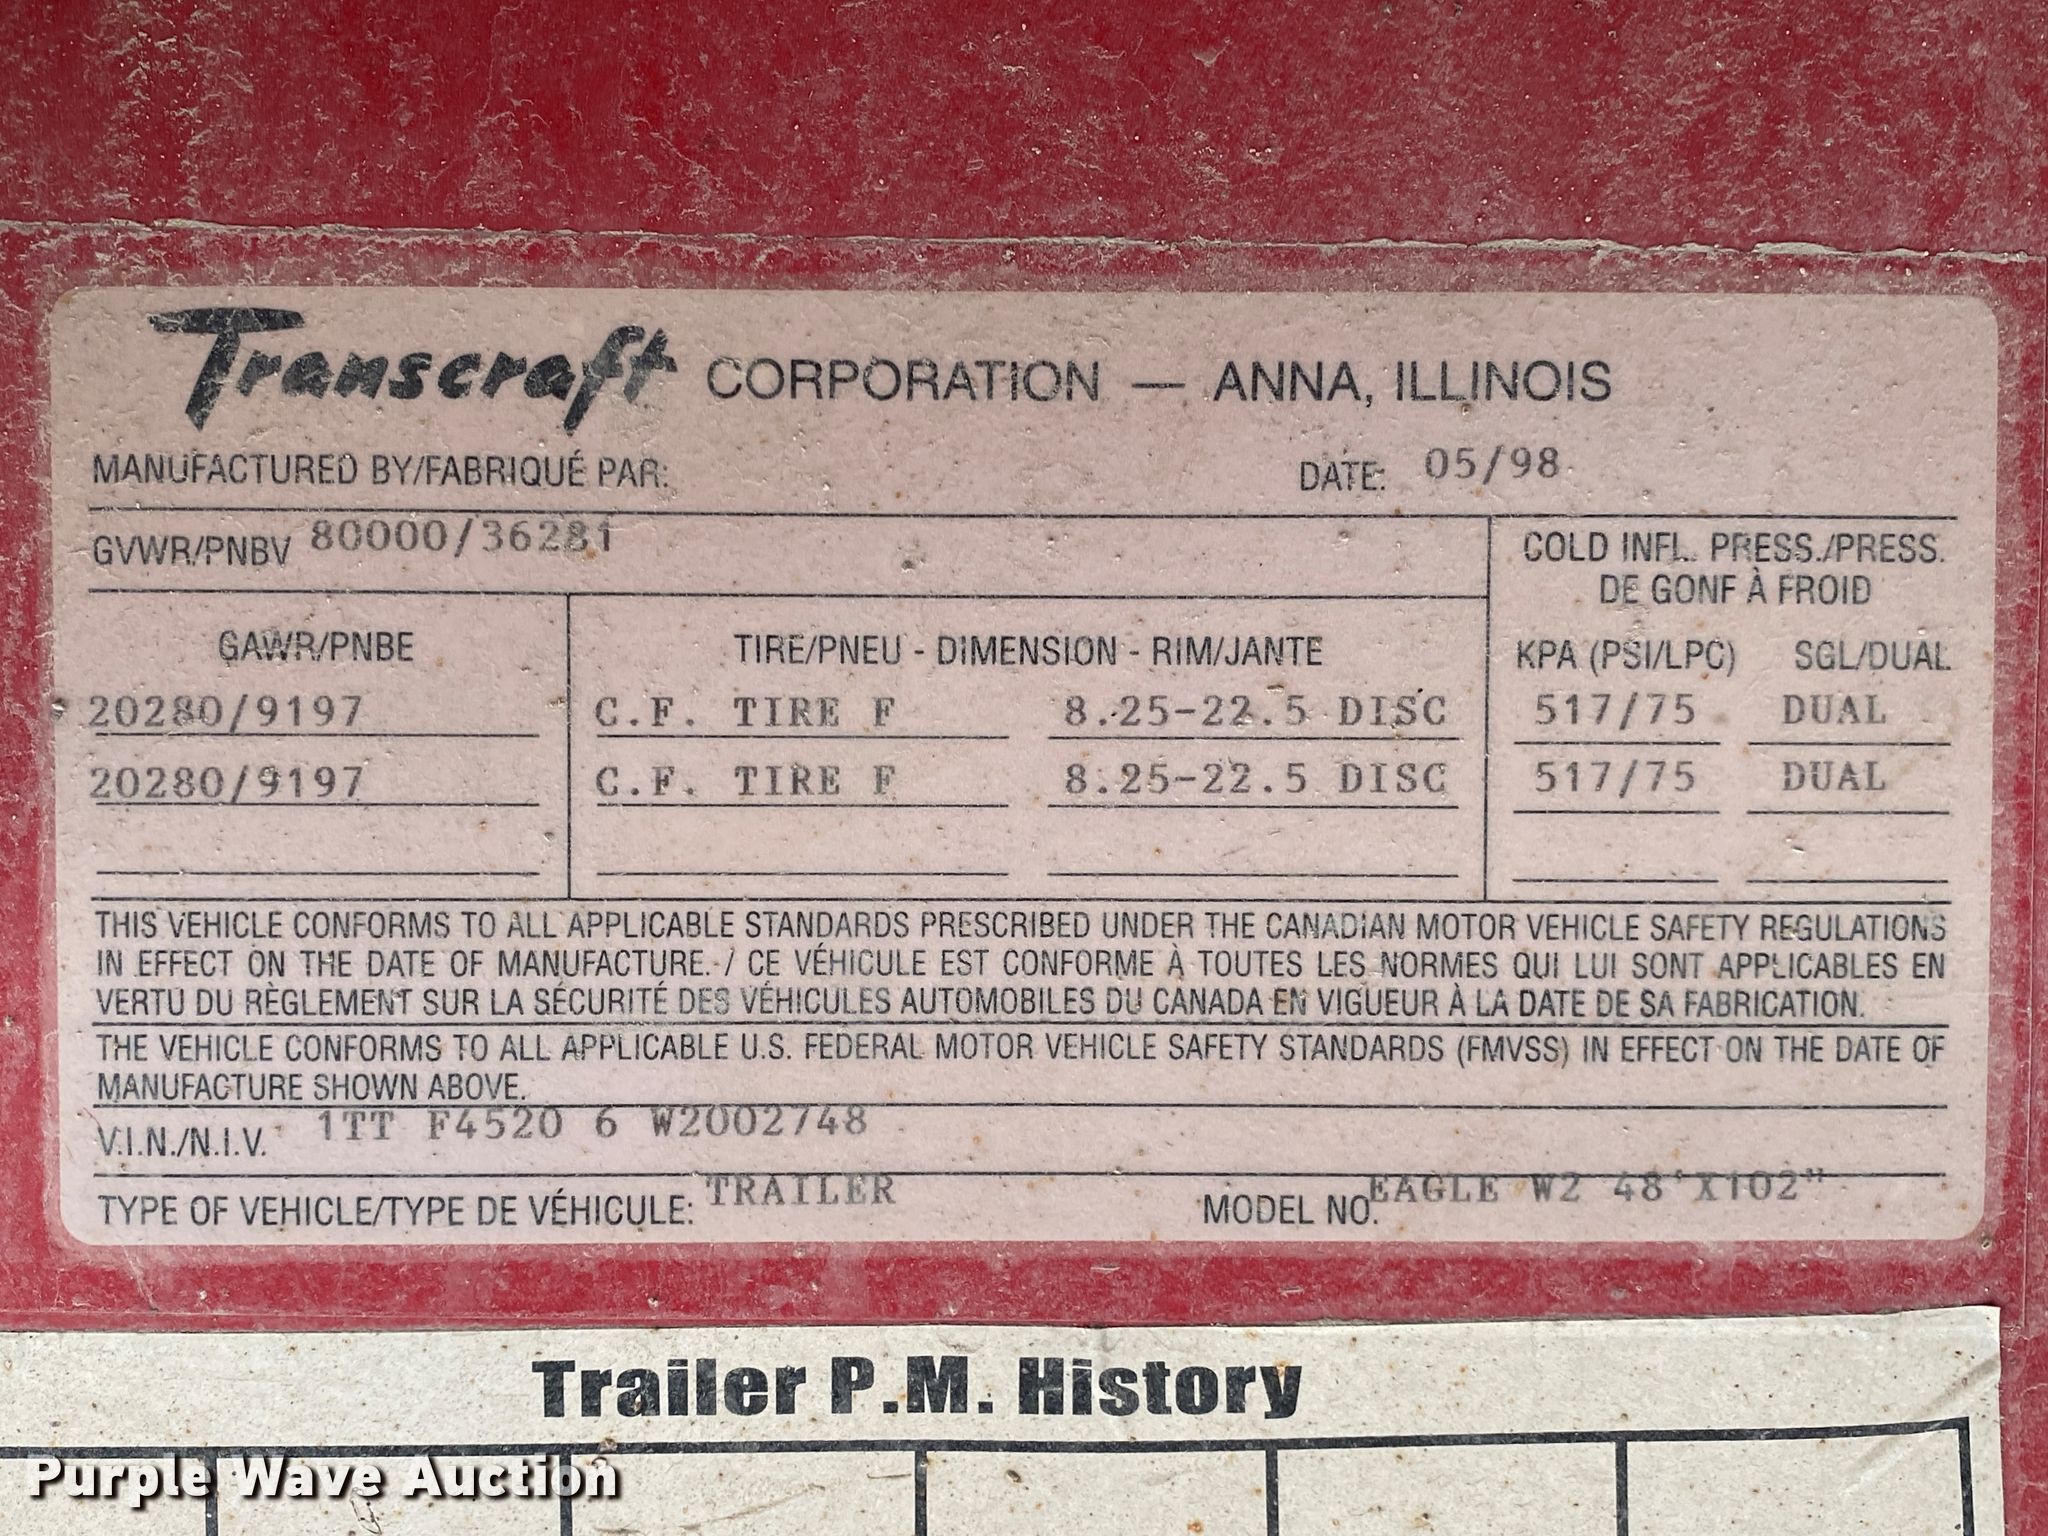 Transcraft CORPORATION — ANNA, ILLINOIS
MANUFACTURED BY/FABRIQUÉ PAR: DATE: 05/98
GVWR/PNBV 80000/36281
COLD INFL. PRESS./PRESS.
DE GONF À FROID
GAWR/PNBE TIRE/PNEU - DIMENSION - RIM/JANTE KPA (PSI/LPC) SGL/DUAL
20280/9197 C.F. TIRE F 8.25-22.5 DISC 517/75 DUAL
20280/9197 C.F. TIRE F 8.25-22.5 DISC 517/75 DUAL
THIS VEHICLE CONFORMS TO ALL APPLICABLE STANDARDS PRESCRIBED UNDER THE CANADIAN MOTOR VEHICLE SAFETY REGULATIONS
IN EFFECT ON THE DATE OF MANUFACTURE. / CE VÉHICULE EST CONFORME À TOUTES LES NORMES QUI LUI SONT APPLICABLES EN
VERTU DU RÈGLEMENT SUR LA SÉCURITÉ DES VÉHICULES AUTOMOBILES DU CANADA EN VIGUEUR À LA DATE DE SA FABRICATION.
THE VEHICLE CONFORMS TO ALL APPLICABLE U.S. FEDERAL MOTOR VEHICLE SAFETY STANDARDS (FMVSS) IN EFFECT ON THE DATE OF
MANUFACTURE SHOWN ABOVE.
V.I.N./N.I.V. 1TT F4520 6 W2002748
TYPE OF VEHICLE/TYPE DE VÉHICULE: TRAILER MODEL NO. EAGLE W2 48'X102"
Trailer P.M. History
Purple Wave Auction